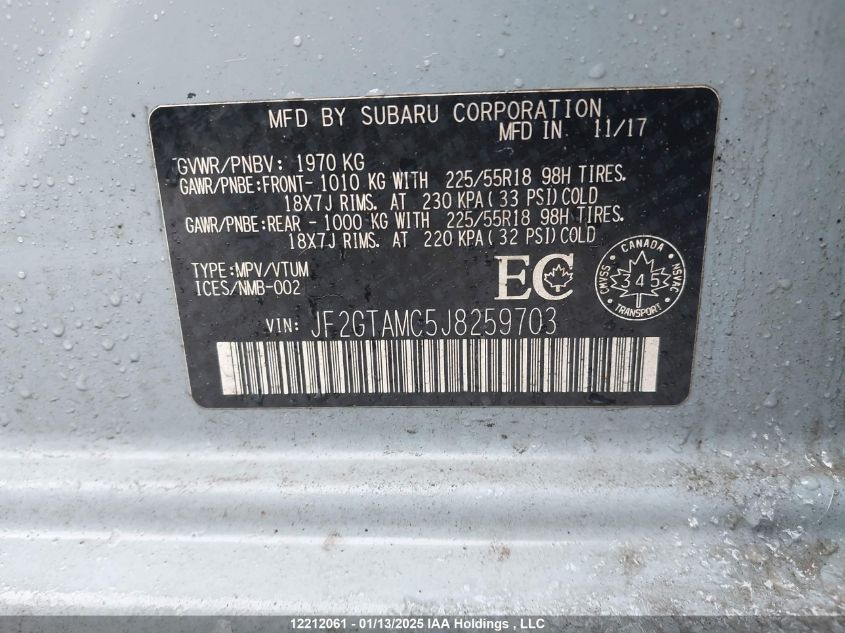 MFD BY SUBARU CORPORATION
MFD IN 11/17
GVWR/PNBV: 1970 KG
GAWR/PNBE:FRONT- 1010 KG WITH 225/55R18 98H TIRES.
18X7J RIMS. AT 230 KPA(33 PSI)COLD
GAWR/PNBE:REAR - 1000 KG WITH 225/55R18 98H TIRES.
18X7J RIMS. AT 220 KPA(32 PSI)COLD
TYPE:MPV/VTUM
ICES/NMB-002
EC
CANADA
CMVSS
345
NSVAC
TRANSPORT
VIN: JF2GTAMC5J8259703
12212061 - 01/13/2025 IAA Holdings, Inc.